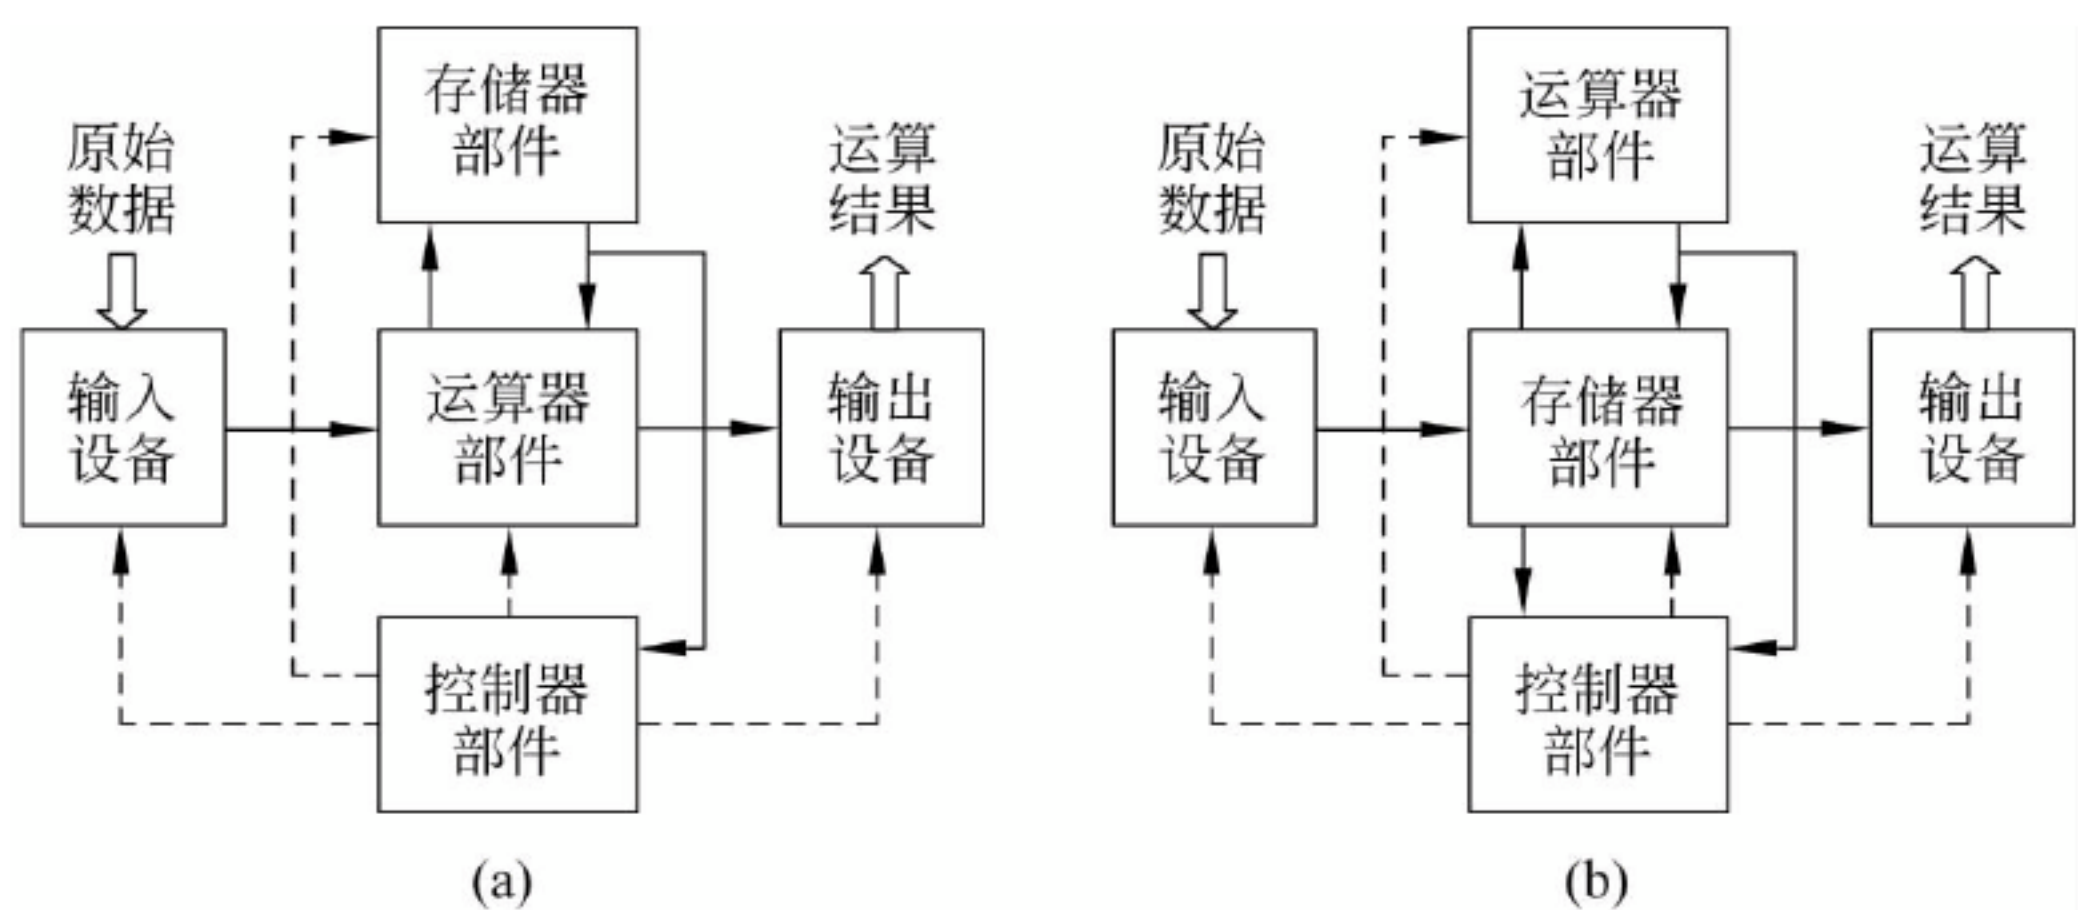 存储器
部件
原始
数据
运算
结果
输入
设备
运算器
部件
输出
设备
控制器
部件
(a)
运算器
部件
原始
数据
运算
结果
输入
设备
存储器
部件
输出
设备
控制器
部件
(b)